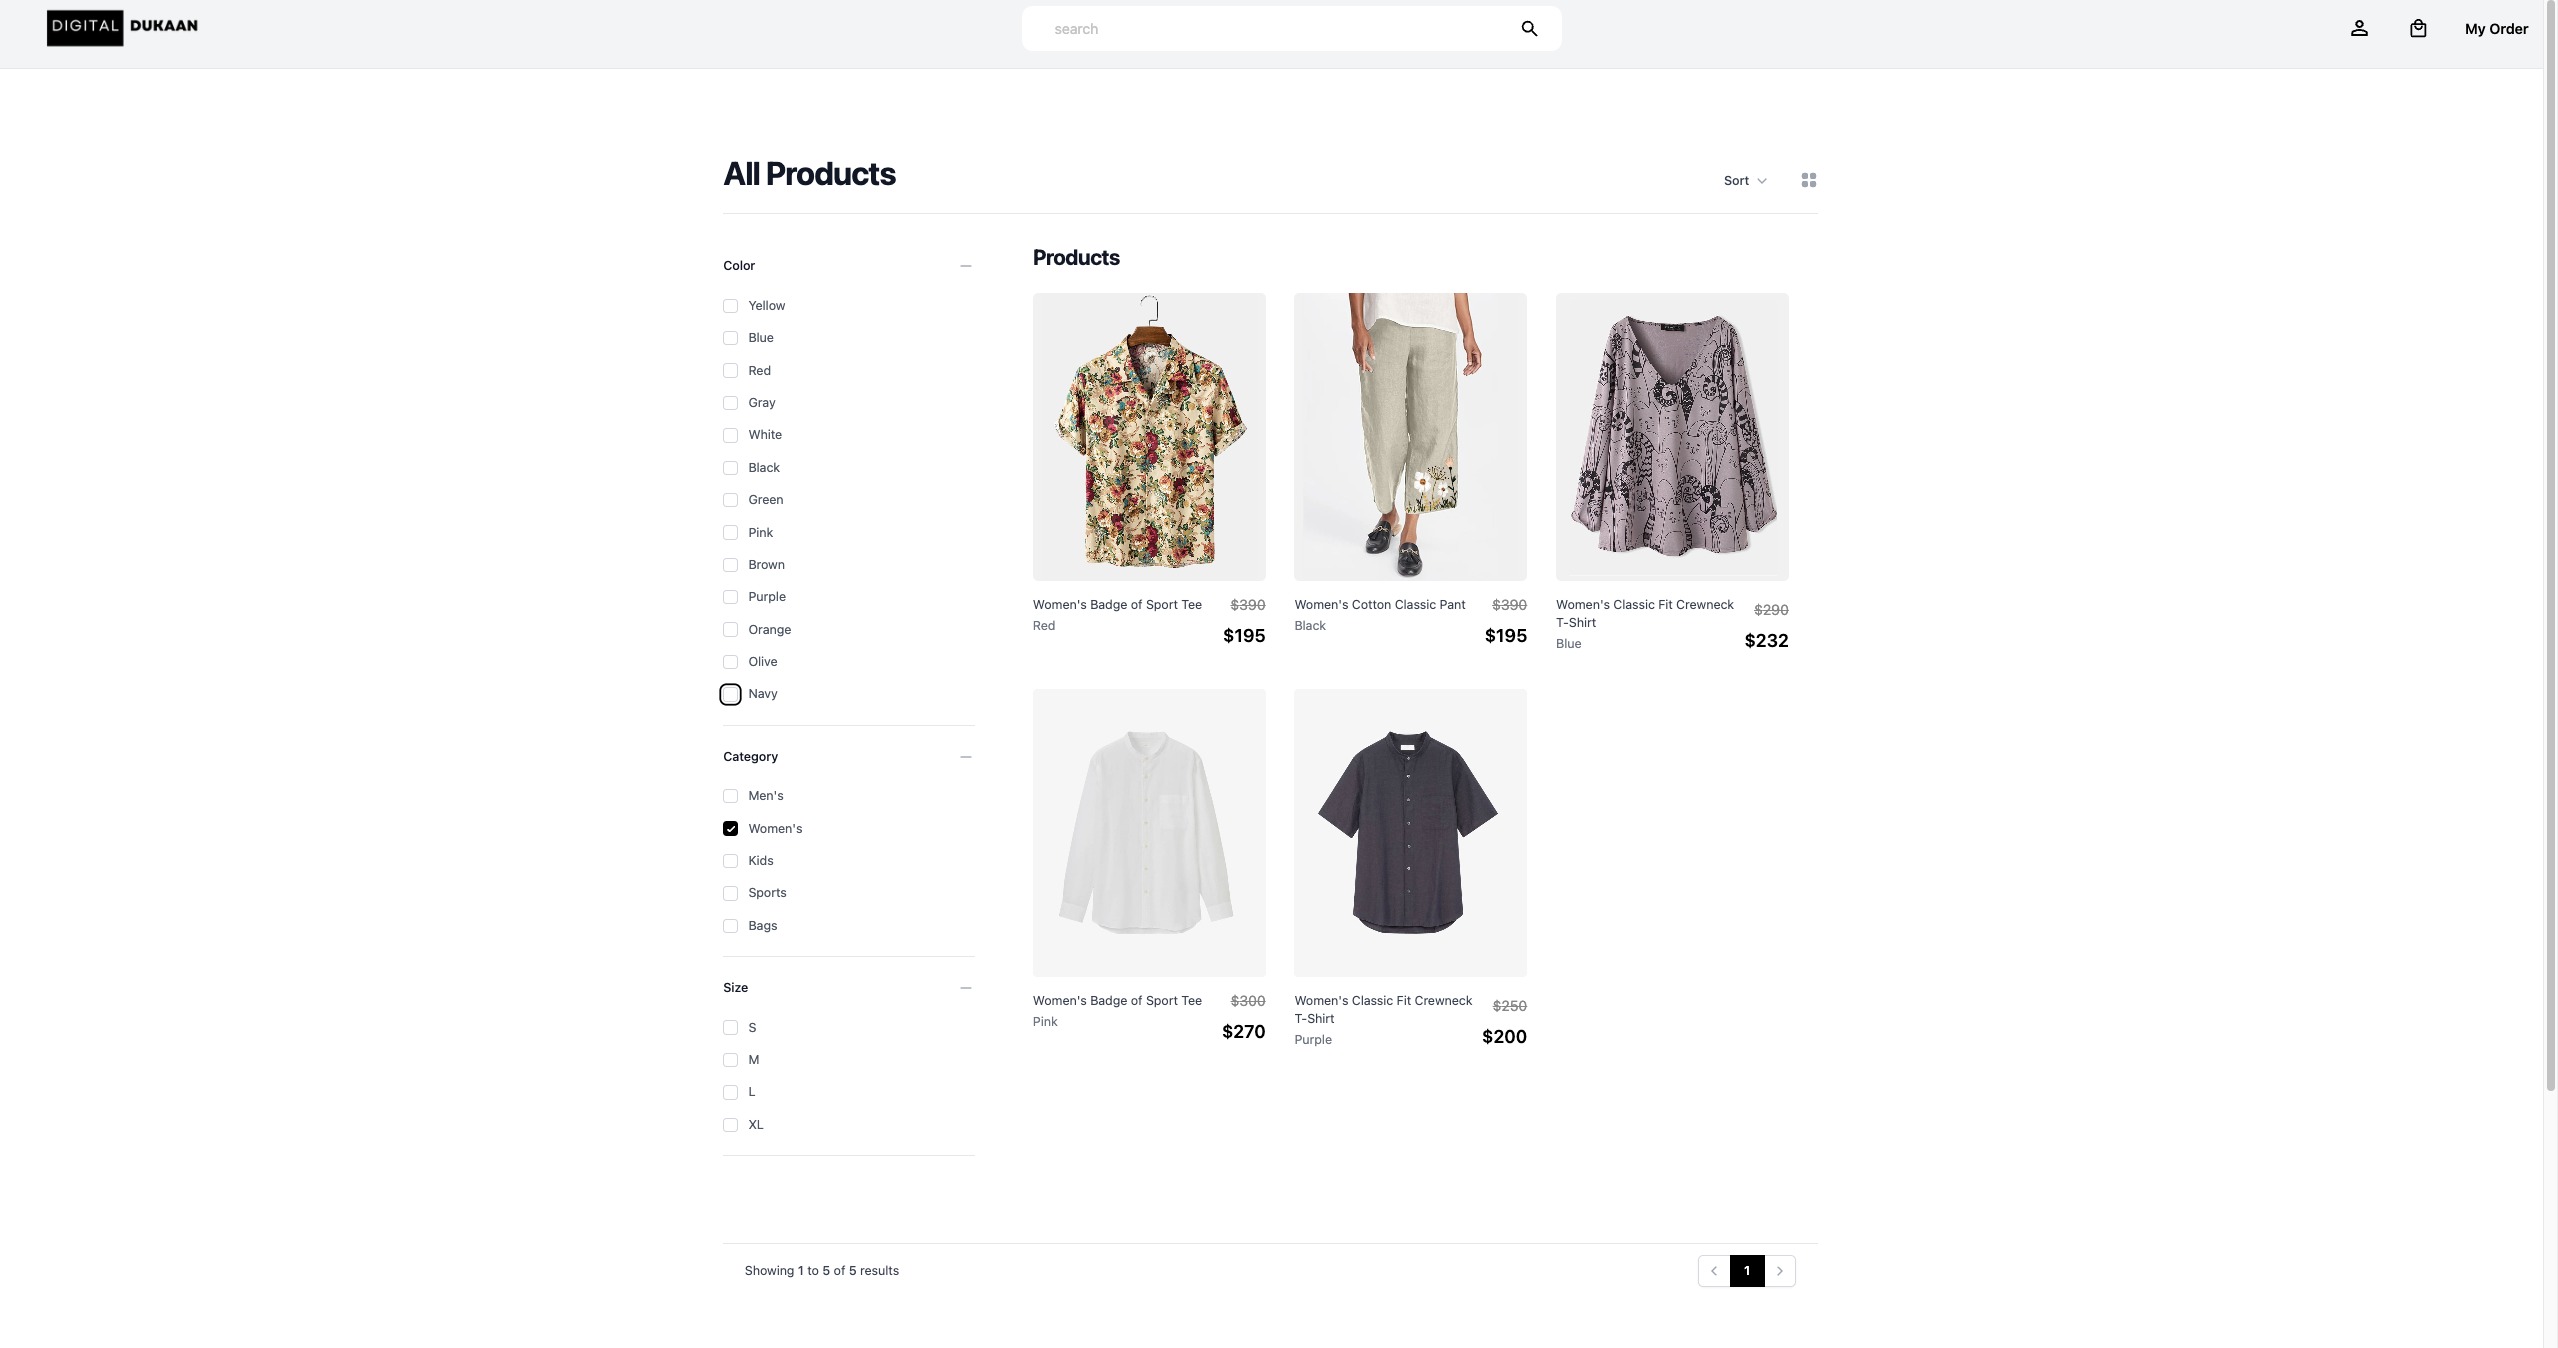 DIGITAL DUKAAN
search
My Order
All Products
Sort
Color
Yellow
Blue
Red
Gray
White
Black
Green
Pink
Brown
Purple
Orange
Olive
Navy
Category
Men's
Women's
Kids
Sports
Bags
Size
S
M
L
XL
Products
Women's Badge of Sport Tee
Red
$390
$195
Women's Cotton Classic Pant
Black
$390
$195
Women's Classic Fit Crewneck
T-Shirt
Blue
$290
$232
Women's Badge of Sport Tee
Pink
$300
$270
Women's Classic Fit Crewneck
T-Shirt
Purple
$250
$200
Showing 1 to 5 of 5 results
1